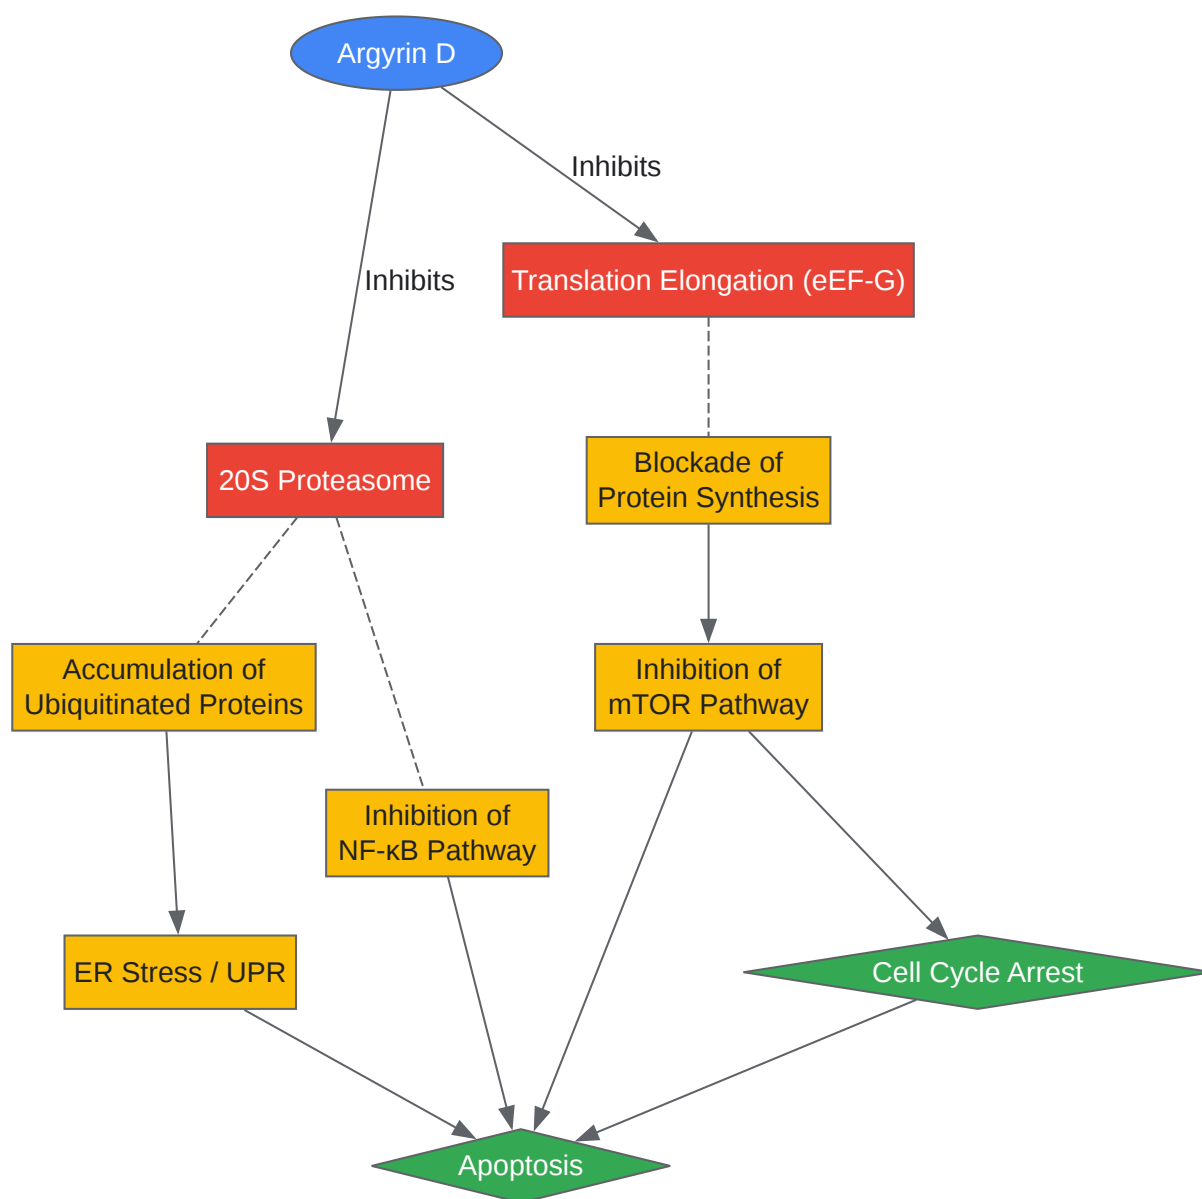 Argyrin D
Inhibits
Translation Elongation (eEF-G)
Inhibits
Blockade of
Protein Synthesis
20S Proteasome
Accumulation of
Ubiquitinated Proteins
Inhibition of
mTOR Pathway
Inhibition of
NF-κB Pathway
ER Stress / UPR
Cell Cycle Arrest
Apoptosis